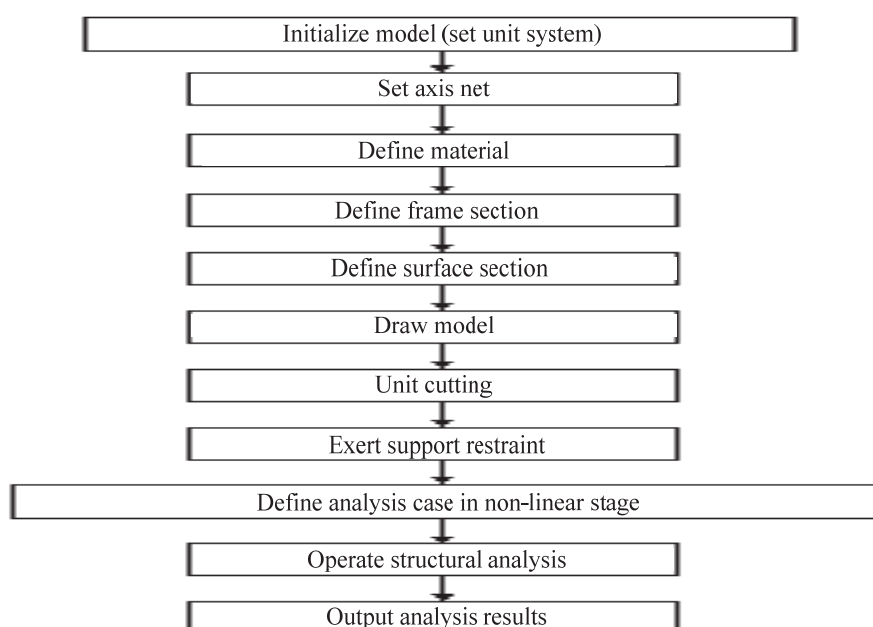 Initialize model (set unit system)
Set axis net
Define material
Define frame section
Define surface section
Draw model
Unit cutting
Exert support restraint
Define analysis case in non-linear stage
Operate structural analysis
Output analysis results